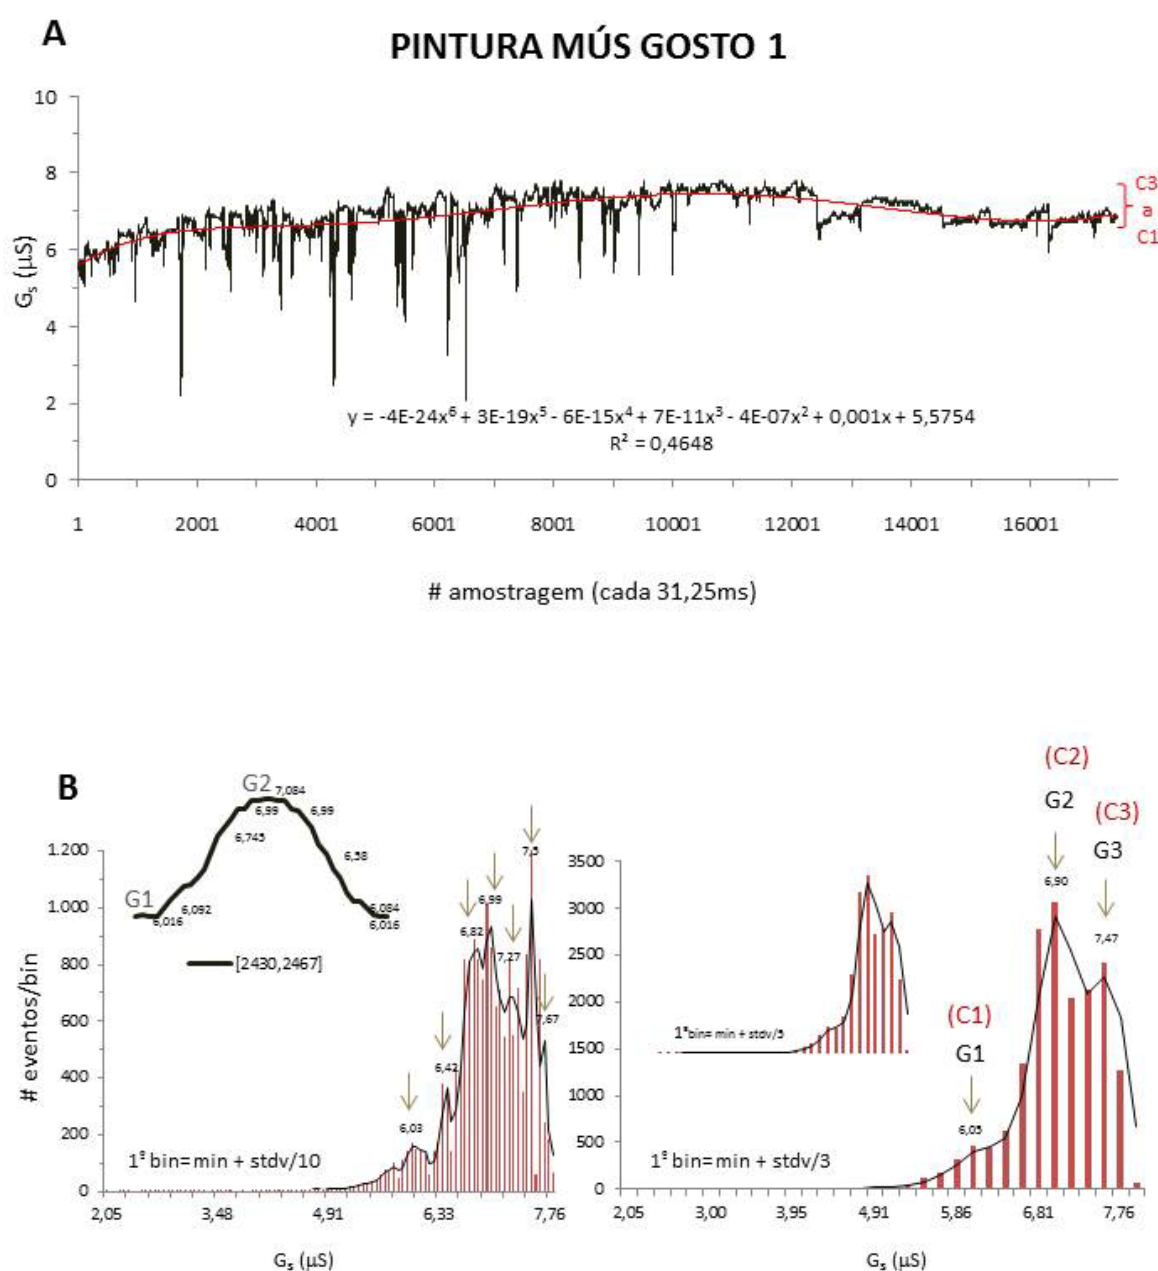 A
PINTURA MÚS GOSTO 1
10
8
6
4
2
0
Gs (µS)
C3
a
C1
y = -4E-24x⁶ + 3E-19x⁵ - 6E-15x⁴ + 7E-11x³ - 4E-07x² + 0,001x + 5,5754
R² = 0,4648
1 2001 4001 6001 8001 10001 12001 14001 16001
# amostragem (cada 31,25ms)
B
G2
7,084
6,99
6,99
6,743
6,38
G1
6,016
6,092
6,084
6,016
[2430,2467]
1.200
1.000
800
600
400
200
0
# eventos/bin
7,5
6,99
6,82
7,27
7,67
6,42
6,03
1ª bin= min + stdv/10
2,05 3,48 4,91 6,33 7,76
Gs (µS)
(C2)
G2
6,90
(C3)
G3
7,47
(C1)
G1
6,05
3500
3000
2500
2000
1500
1000
500
0
1ª bin= min + stdv/5
1ª bin= min + stdv/3
2,05 3,00 3,95 4,91 5,86 6,81 7,76
Gs (µS)